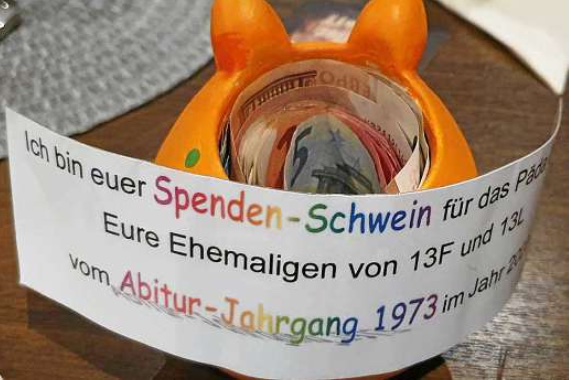 Ich bin euer Spenden-Schwein für das
Eure Ehemaligen von 13F und 13L
vom Abitur-Jahrgang 1973 im Jahr